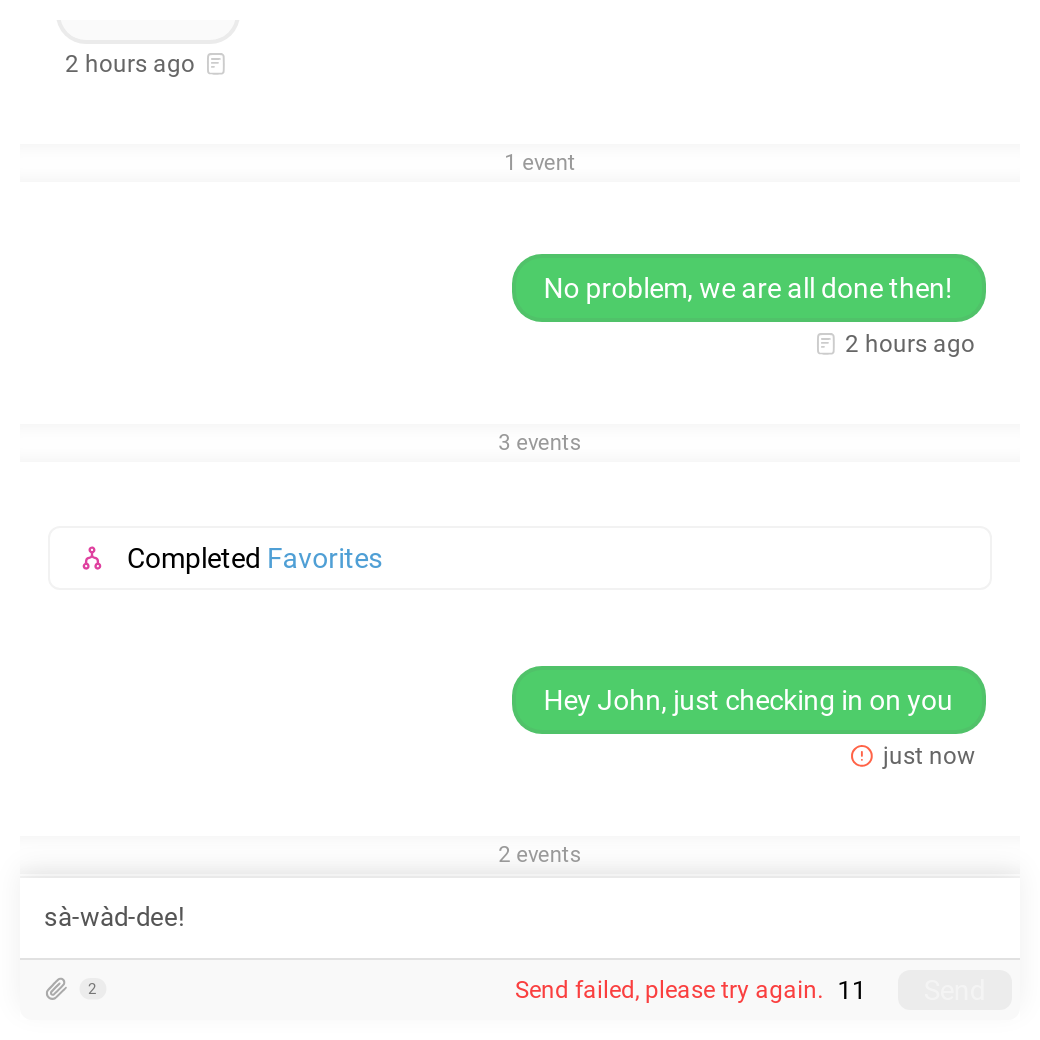 2 hours ago
1 event
No problem, we are all done then!
2 hours ago
3 events
Completed Favorites
Hey John, just checking in on you
just now
2 events
sà-wàd-dee!
2 Send failed, please try again. 11 Send